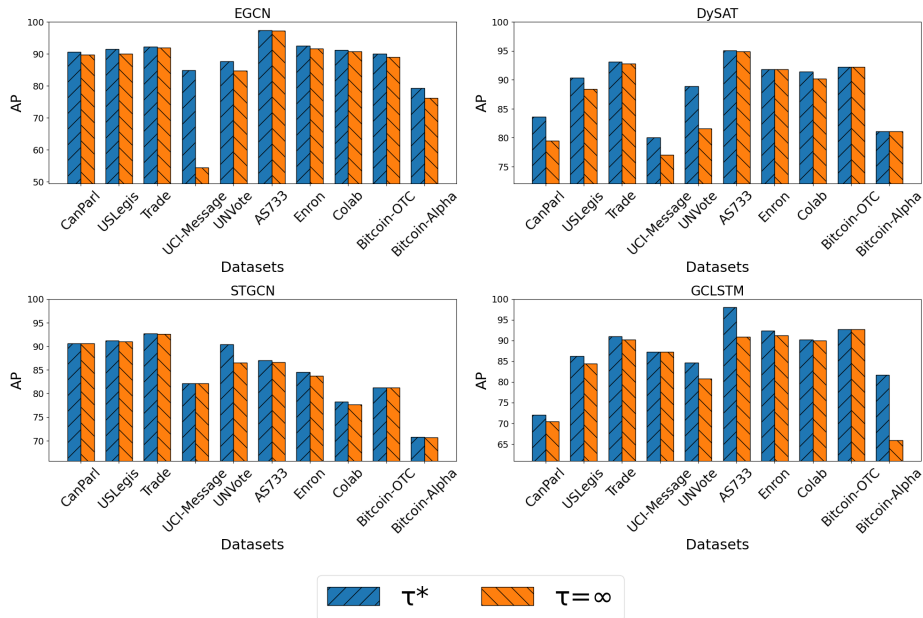 EGCN
100
90
80
70
60
50
AP
CanParl
USLegis
Trade
UCI-Message
UNVote
AS733
Enron
Colab
Bitcoin-OTC
Bitcoin-Alpha
Datasets
DySAT
100
95
90
85
80
75
AP
CanParl
USLegis
Trade
UCI-Message
UNVote
AS733
Enron
Colab
Bitcoin-OTC
Bitcoin-Alpha
Datasets
STGCN
100
95
90
85
80
75
70
AP
CanParl
USLegis
Trade
UCI-Message
UNVote
AS733
Enron
Colab
Bitcoin-OTC
Bitcoin-Alpha
Datasets
GCLSTM
100
95
90
85
80
75
70
65
AP
CanParl
USLegis
Trade
UCI-Message
UNVote
AS733
Enron
Colab
Bitcoin-OTC
Bitcoin-Alpha
Datasets
τ* τ=∞